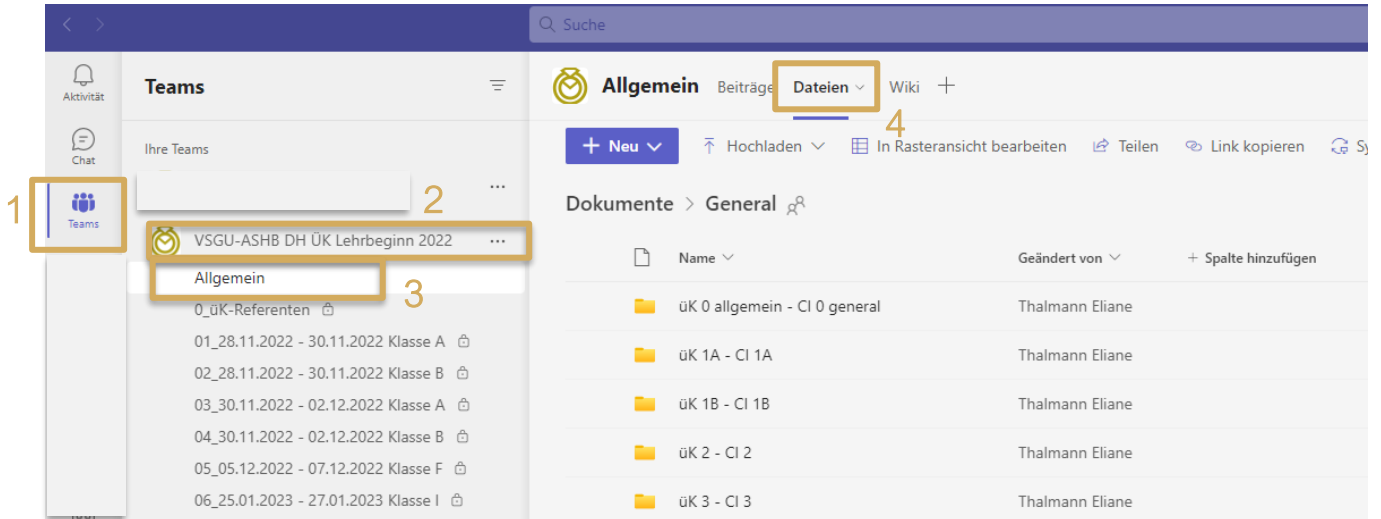 Suche
Aktivität
Chat
1
Teams
Teams
Ihre Teams
2
VSGU-ASHB DH ÜK Lehrbeginn 2022
Allgemein
3
0_üK-Referenten
01_28.11.2022 - 30.11.2022 Klasse A
02_28.11.2022 - 30.11.2022 Klasse B
03_30.11.2022 - 02.12.2022 Klasse A
04_30.11.2022 - 02.12.2022 Klasse B
05_05.12.2022 - 07.12.2022 Klasse F
06_25.01.2023 - 27.01.2023 Klasse I
Allgemein Beiträge Dateien Wiki
4
Neu Hochladen In Rasteransicht bearbeiten Teilen Link kopieren
Dokumente > General
Name Geändert von + Spalte hinzufügen
üK 0 allgemein - CI 0 general Thalmann Eliane
üK 1A - CI 1A Thalmann Eliane
üK 1B - CI 1B Thalmann Eliane
üK 2 - CI 2 Thalmann Eliane
üK 3 - CI 3 Thalmann Eliane